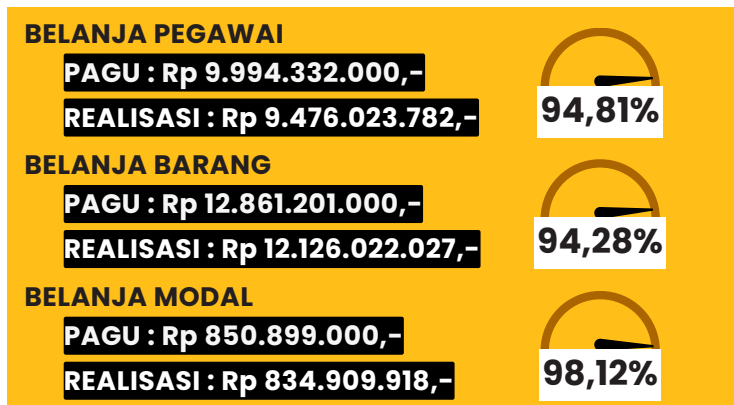 BELANJA PEGAWAI
PAGU : Rp 9.994.332.000,-
REALISASI : Rp 9.476.023.782,-
94,81%
BELANJA BARANG
PAGU : Rp 12.861.201.000,-
REALISASI : Rp 12.126.022.027,-
94,28%
BELANJA MODAL
PAGU : Rp 850.899.000,-
REALISASI : Rp 834.909.918,-
98,12%